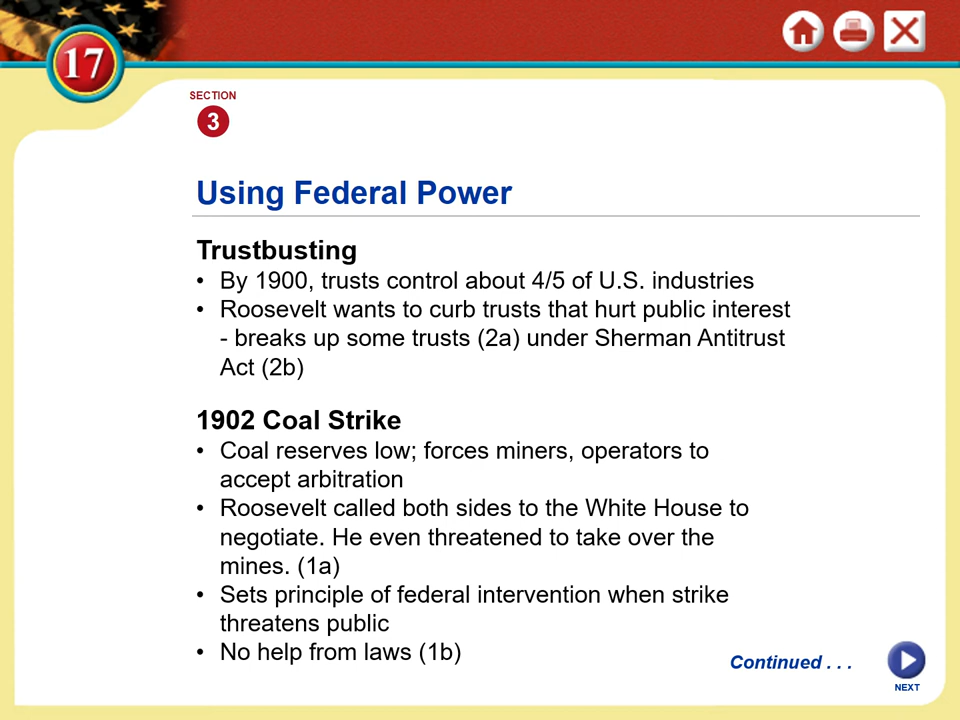 17
SECTION
3
Using Federal Power
Trustbusting
• By 1900, trusts control about 4/5 of U.S. industries
• Roosevelt wants to curb trusts that hurt public interest
- breaks up some trusts (2a) under Sherman Antitrust
Act (2b)
1902 Coal Strike
• Coal reserves low; forces miners, operators to
accept arbitration
• Roosevelt called both sides to the White House to
negotiate. He even threatened to take over the
mines. (1a)
• Sets principle of federal intervention when strike
threatens public
• No help from laws (1b)
Continued . . .
NEXT